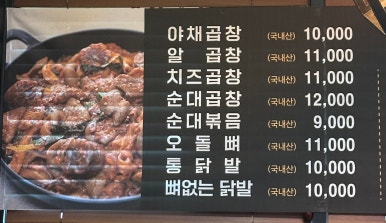 야채곱창 (국내산) 10,000
알 곱창 (국내산) 11,000
치즈곱창 (국내산) 11,000
순대곱창 (국내산) 12,000
순대볶음 (국내산) 9,000
오돌뼈 (국내산) 11,000
통닭발 (국내산) 10,000
뼈없는 닭발 (국내산) 10,000